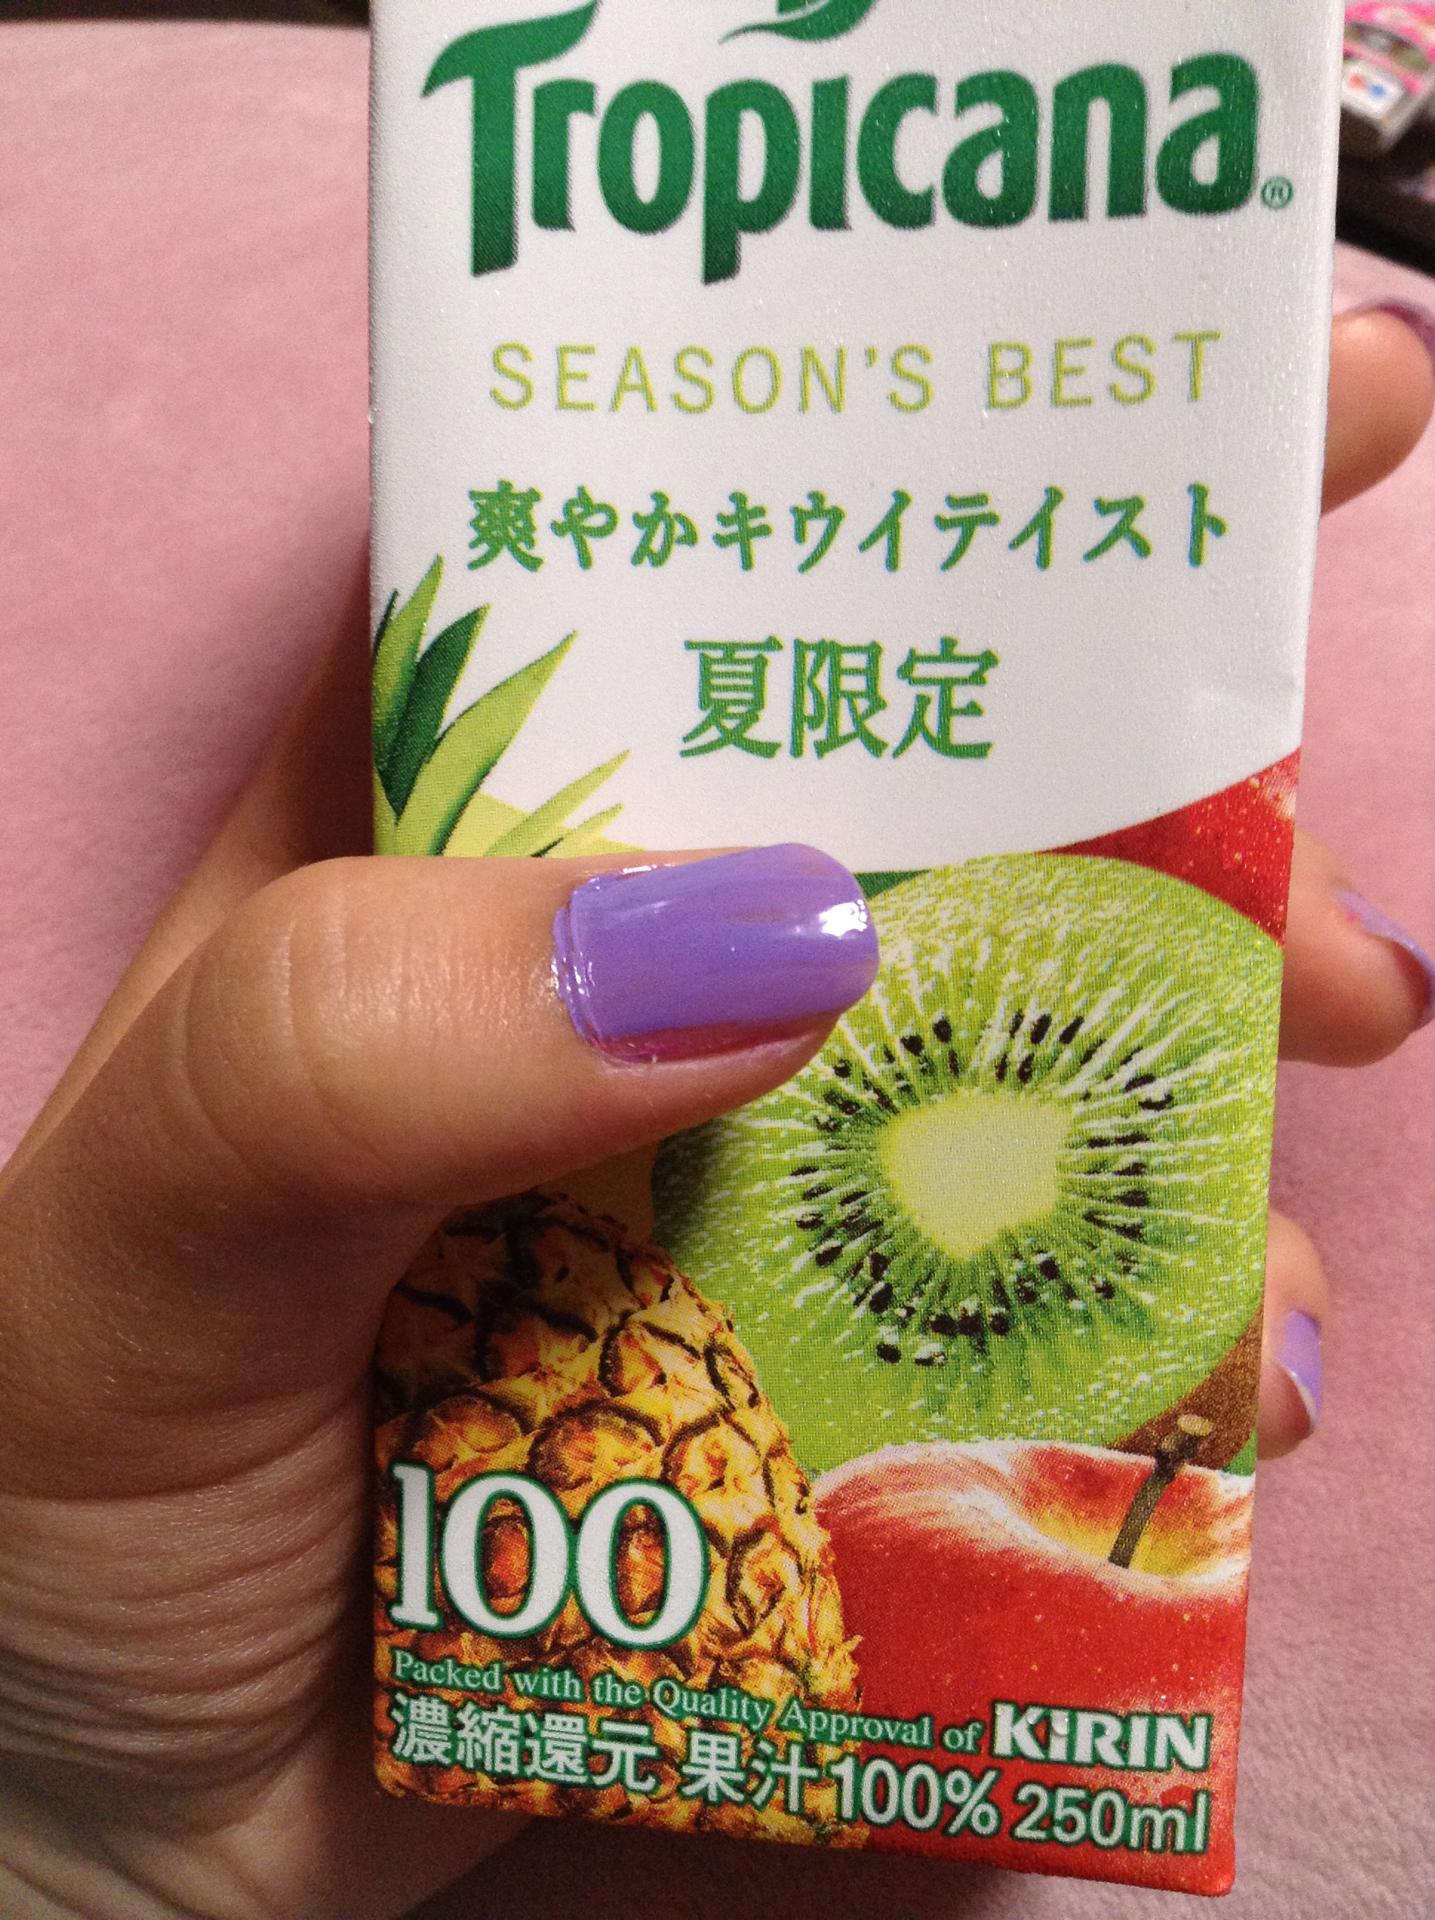 Tropicana®
SEASON'S BEST
爽やかキウイテイスト
夏限定
100
Packed with the Quality Approval of KIRIN
濃縮還元 果汁100% 250ml